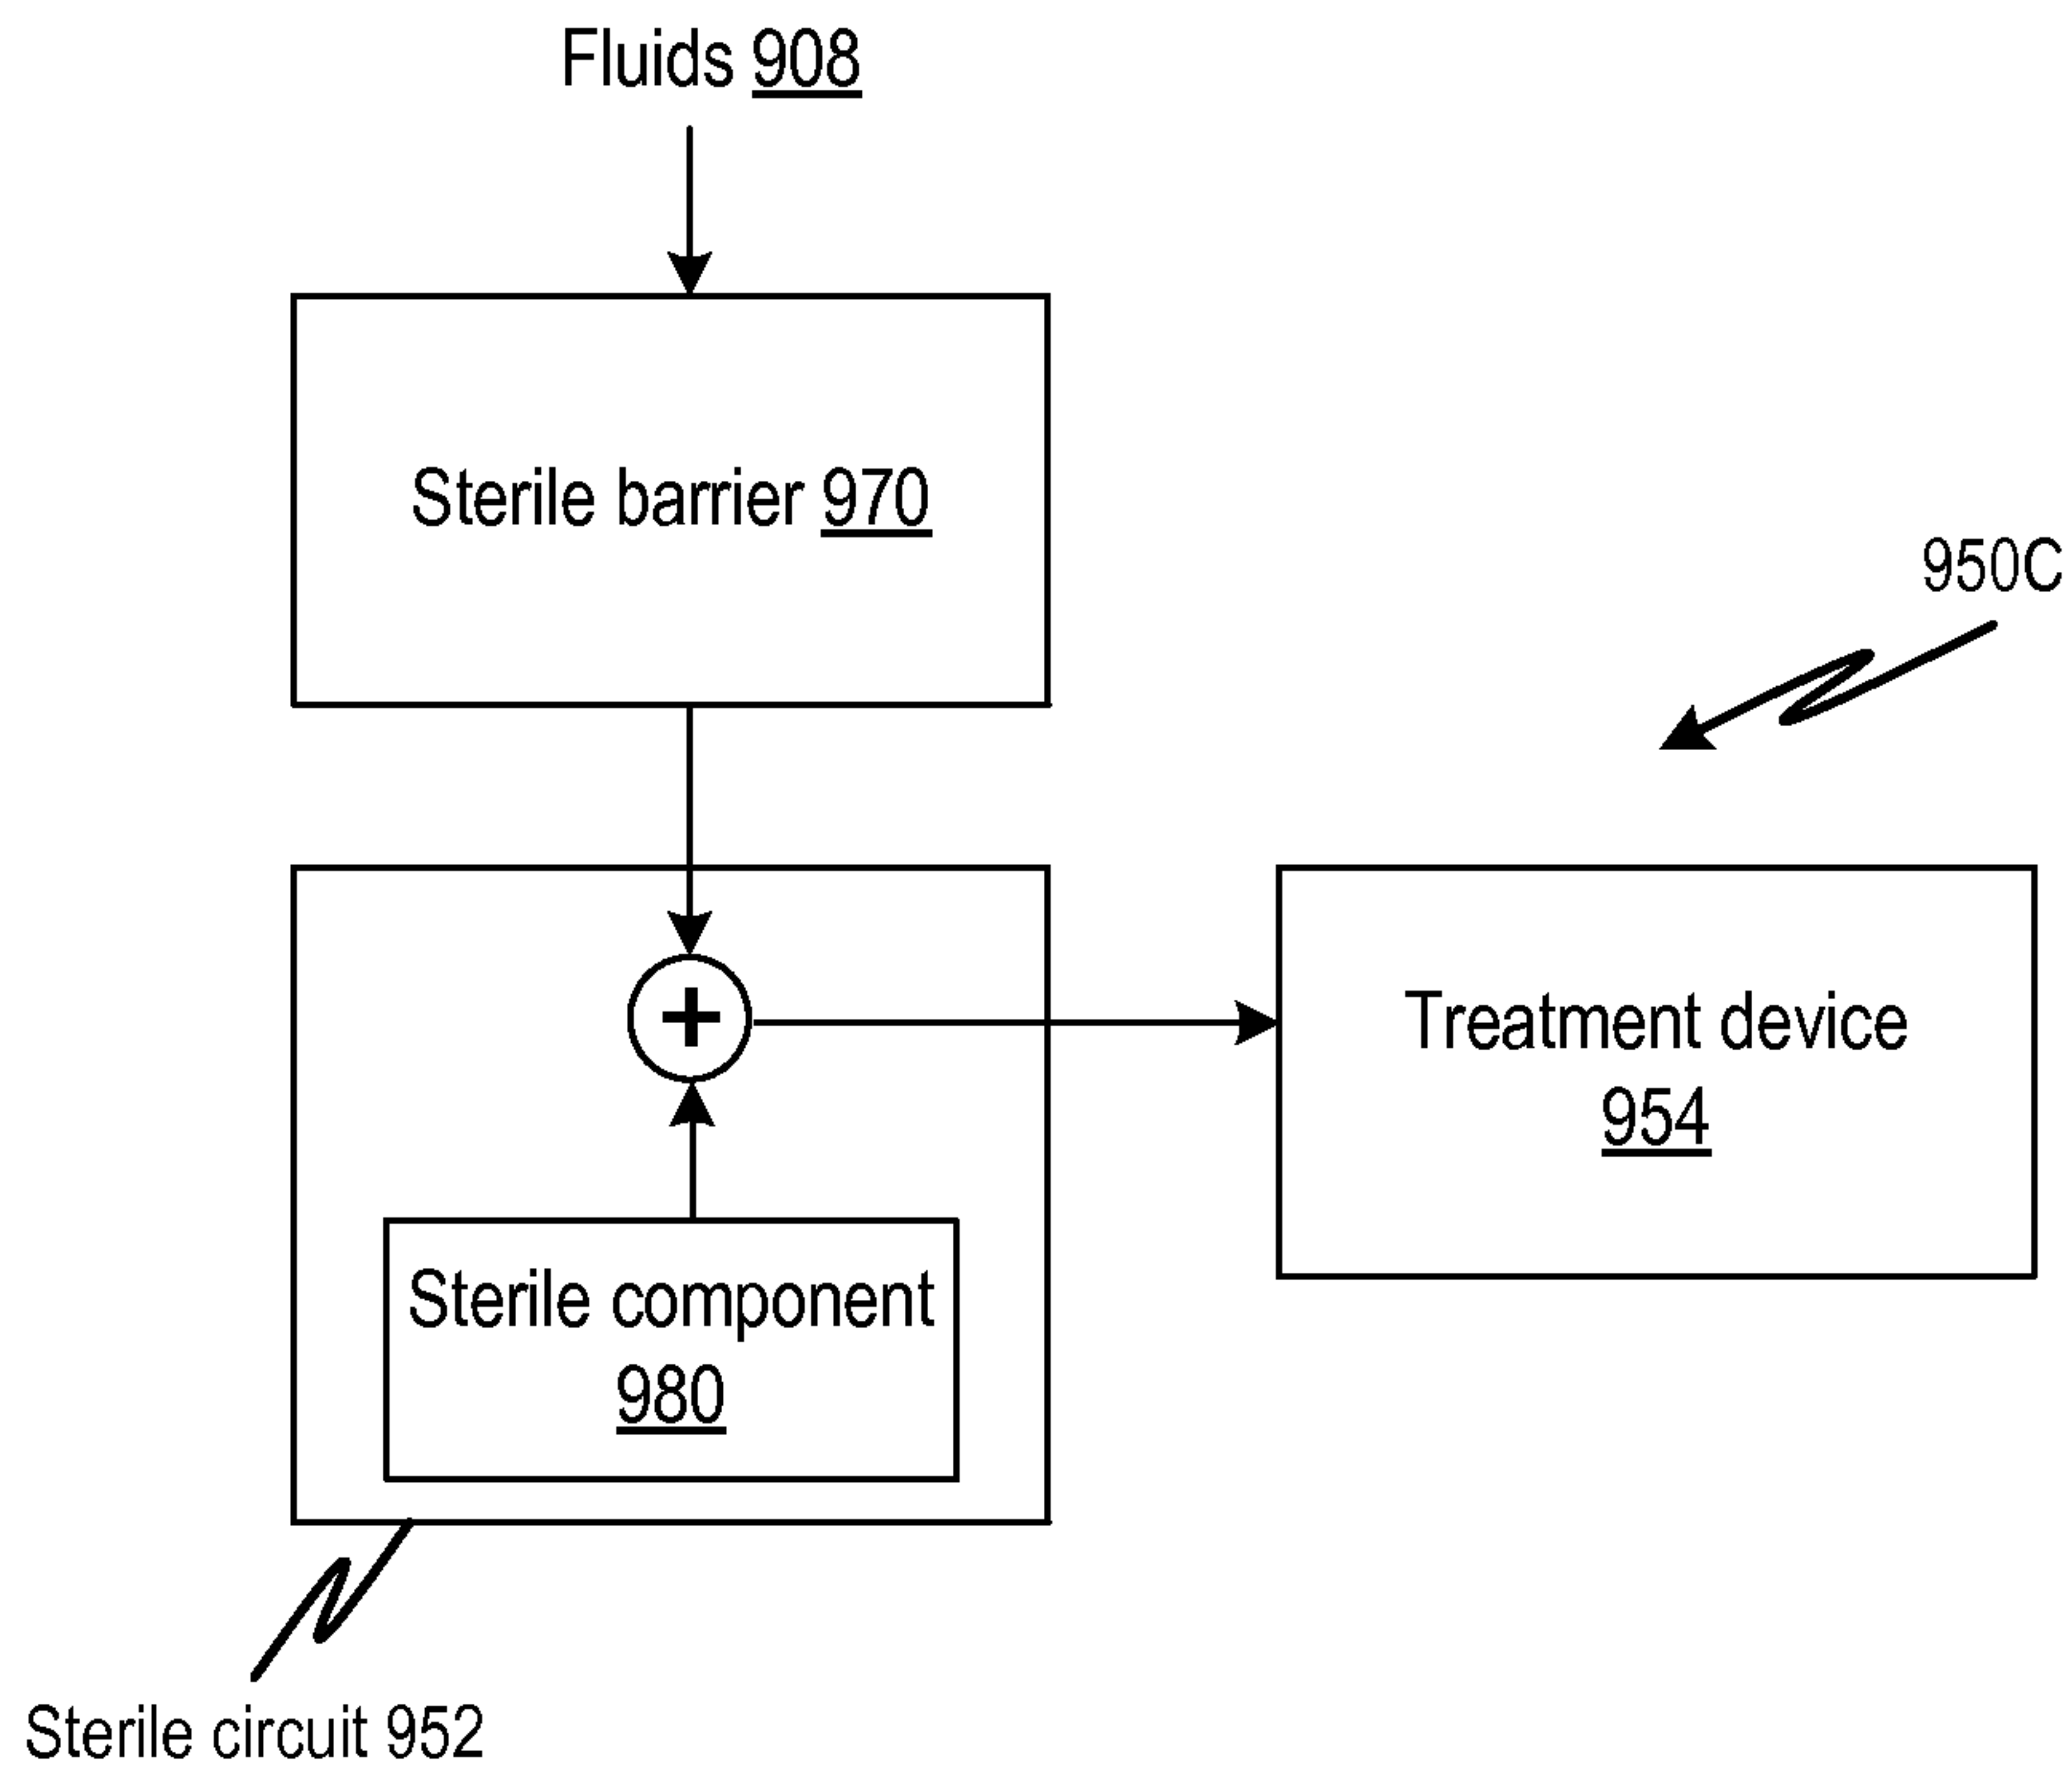 Fluids 908
Sterile barrier 970
950C
+
Treatment device
954
Sterile component
980
Sterile circuit 952